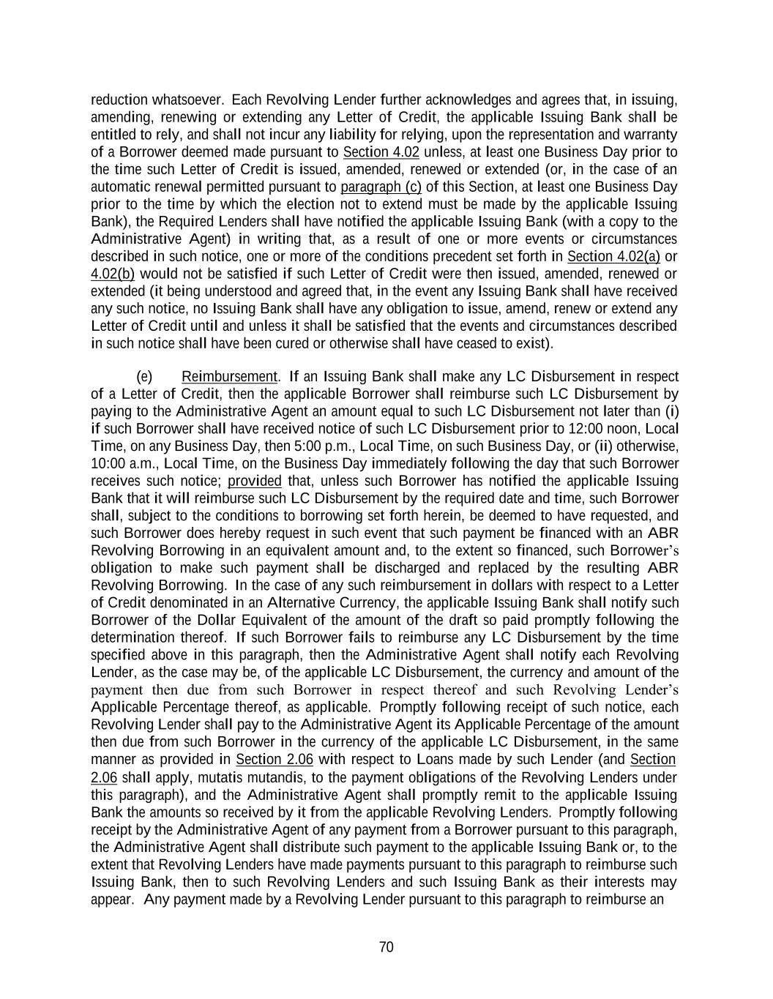 reduction whatsoever.  Each Revolving Lender further acknowledges and agrees that, in issuing,
amending, renewing or extending any Letter of Credit, the applicable Issuing Bank shall be
entitled to rely, and shall not incur any liability for relying, upon the representation and warranty
of a Borrower deemed made pursuant to Section 4.02 unless, at least one Business Day prior to
the time such Letter of Credit is issued, amended, renewed or extended (or, in the case of an
automatic renewal permitted pursuant to paragraph (c) of this Section, at least one Business Day
prior to the time by which the election not to extend must be made by the applicable Issuing
Bank), the Required Lenders shall have notified the applicable Issuing Bank (with a copy to the
Administrative Agent) in writing that, as a result of one or more events or circumstances
described in such notice, one or more of the conditions precedent set forth in Section 4.02(a) or
4.02(b) would not be satisfied if such Letter of Credit were then issued, amended, renewed or
extended (it being understood and agreed that, in the event any Issuing Bank shall have received
any such notice, no Issuing Bank shall have any obligation to issue, amend, renew or extend any
Letter of Credit until and unless it shall be satisfied that the events and circumstances described
in such notice shall have been cured or otherwise shall have ceased to exist).
(e) Reimbursement.  If an Issuing Bank shall make any LC Disbursement in respect
of a Letter of Credit, then the applicable Borrower shall reimburse such LC Disbursement by
paying to the Administrative Agent an amount equal to such LC Disbursement not later than (i)
if such Borrower shall have received notice of such LC Disbursement prior to 12:00 noon, Local
Time, on any Business Day, then 5:00 p.m., Local Time, on such Business Day, or (ii) otherwise,
10:00 a.m., Local Time, on the Business Day immediately following the day that such Borrower
receives such notice; provided that, unless such Borrower has notified the applicable Issuing
Bank that it will reimburse such LC Disbursement by the required date and time, such Borrower
shall, subject to the conditions to borrowing set forth herein, be deemed to have requested, and
such Borrower does hereby request in such event that such payment be financed with an ABR
Revolving Borrowing in an equivalent amount and, to the extent so financed, such Borrower’s
obligation to make such payment shall be discharged and replaced by the resulting ABR
Revolving Borrowing.  In the case of any such reimbursement in dollars with respect to a Letter
of Credit denominated in an Alternative Currency, the applicable Issuing Bank shall notify such
Borrower of the Dollar Equivalent of the amount of the draft so paid promptly following the
determination thereof.  If such Borrower fails to reimburse any LC Disbursement by the time
specified above in this paragraph, then the Administrative Agent shall notify each Revolving
Lender, as the case may be, of the applicable LC Disbursement, the currency and amount of the
payment then due from such Borrower in respect thereof and such Revolving Lender’s
Applicable Percentage thereof, as applicable.  Promptly following receipt of such notice, each
Revolving Lender shall pay to the Administrative Agent its Applicable Percentage of the amount
then due from such Borrower in the currency of the applicable LC Disbursement, in the same
manner as provided in Section 2.06 with respect to Loans made by such Lender (and Section
2.06 shall apply, mutatis mutandis, to the payment obligations of the Revolving Lenders under
this paragraph), and the Administrative Agent shall promptly remit to the applicable Issuing
Bank the amounts so received by it from the applicable Revolving Lenders.  Promptly following
receipt by the Administrative Agent of any payment from a Borrower pursuant to this paragraph,
the Administrative Agent shall distribute such payment to the applicable Issuing Bank or, to the
extent that Revolving Lenders have made payments pursuant to this paragraph to reimburse such
Issuing Bank, then to such Revolving Lenders and such Issuing Bank as their interests may
appear.  Any payment made by a Revolving Lender pursuant to this paragraph to reimburse an
70